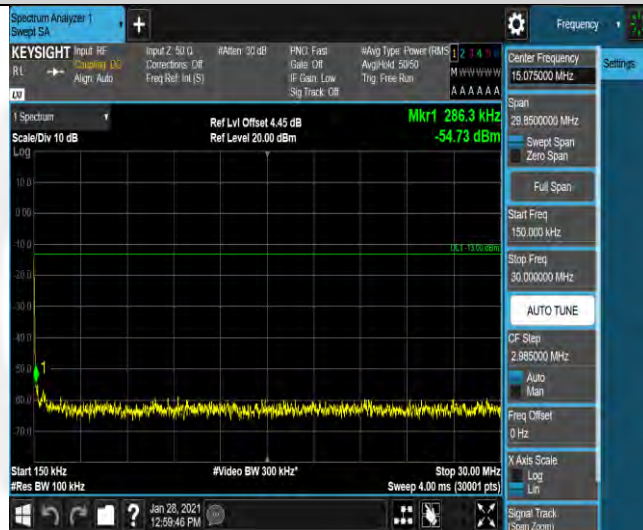 Spectrum Analyzer 1
Swept SA
+
Frequency
KEYSIGHT
Input: RF
Coupling: DC
Align: Auto
Input Z: 50 Ω
Corrections: Off
Freq Ref: Int (S)
#Atten: 30 dB
PNO: Fast
Gate: Off
IF Gain: Low
Sig Track: Off
#Avg Type: Power (RMS
Avg|Hold: 50/50
Trig: Free Run
1 2 3 4 5 6
M W W W W W
A A A A A A
R L
LXI
1 Spectrum
Scale/Div 10 dB
Ref Lvl Offset 4.45 dB
Ref Level 20.00 dBm
Mkr1 286.3 kHz
-54.73 dBm
Log
10.0
0.00
-10.0
DL1 -13.00 dBm
-20.0
-30.0
-40.0
-50.0
1
-60.0
-70.0
Start 150 kHz
#Res BW 100 kHz
#Video BW 300 kHz*
Stop 30.00 MHz
Sweep 4.00 ms (30001 pts)
Jan 28, 2021
12:59:46 PM
?
Center Frequency
15.075000 MHz
Settings
Span
29.8500000 MHz
Swept Span
Zero Span
Full Span
Start Freq
150.000 kHz
Stop Freq
30.000000 MHz
AUTO TUNE
CF Step
2.985000 MHz
Auto
Man
Freq Offset
0 Hz
X Axis Scale
Log
Lin
Signal Track
(Span Zoom)